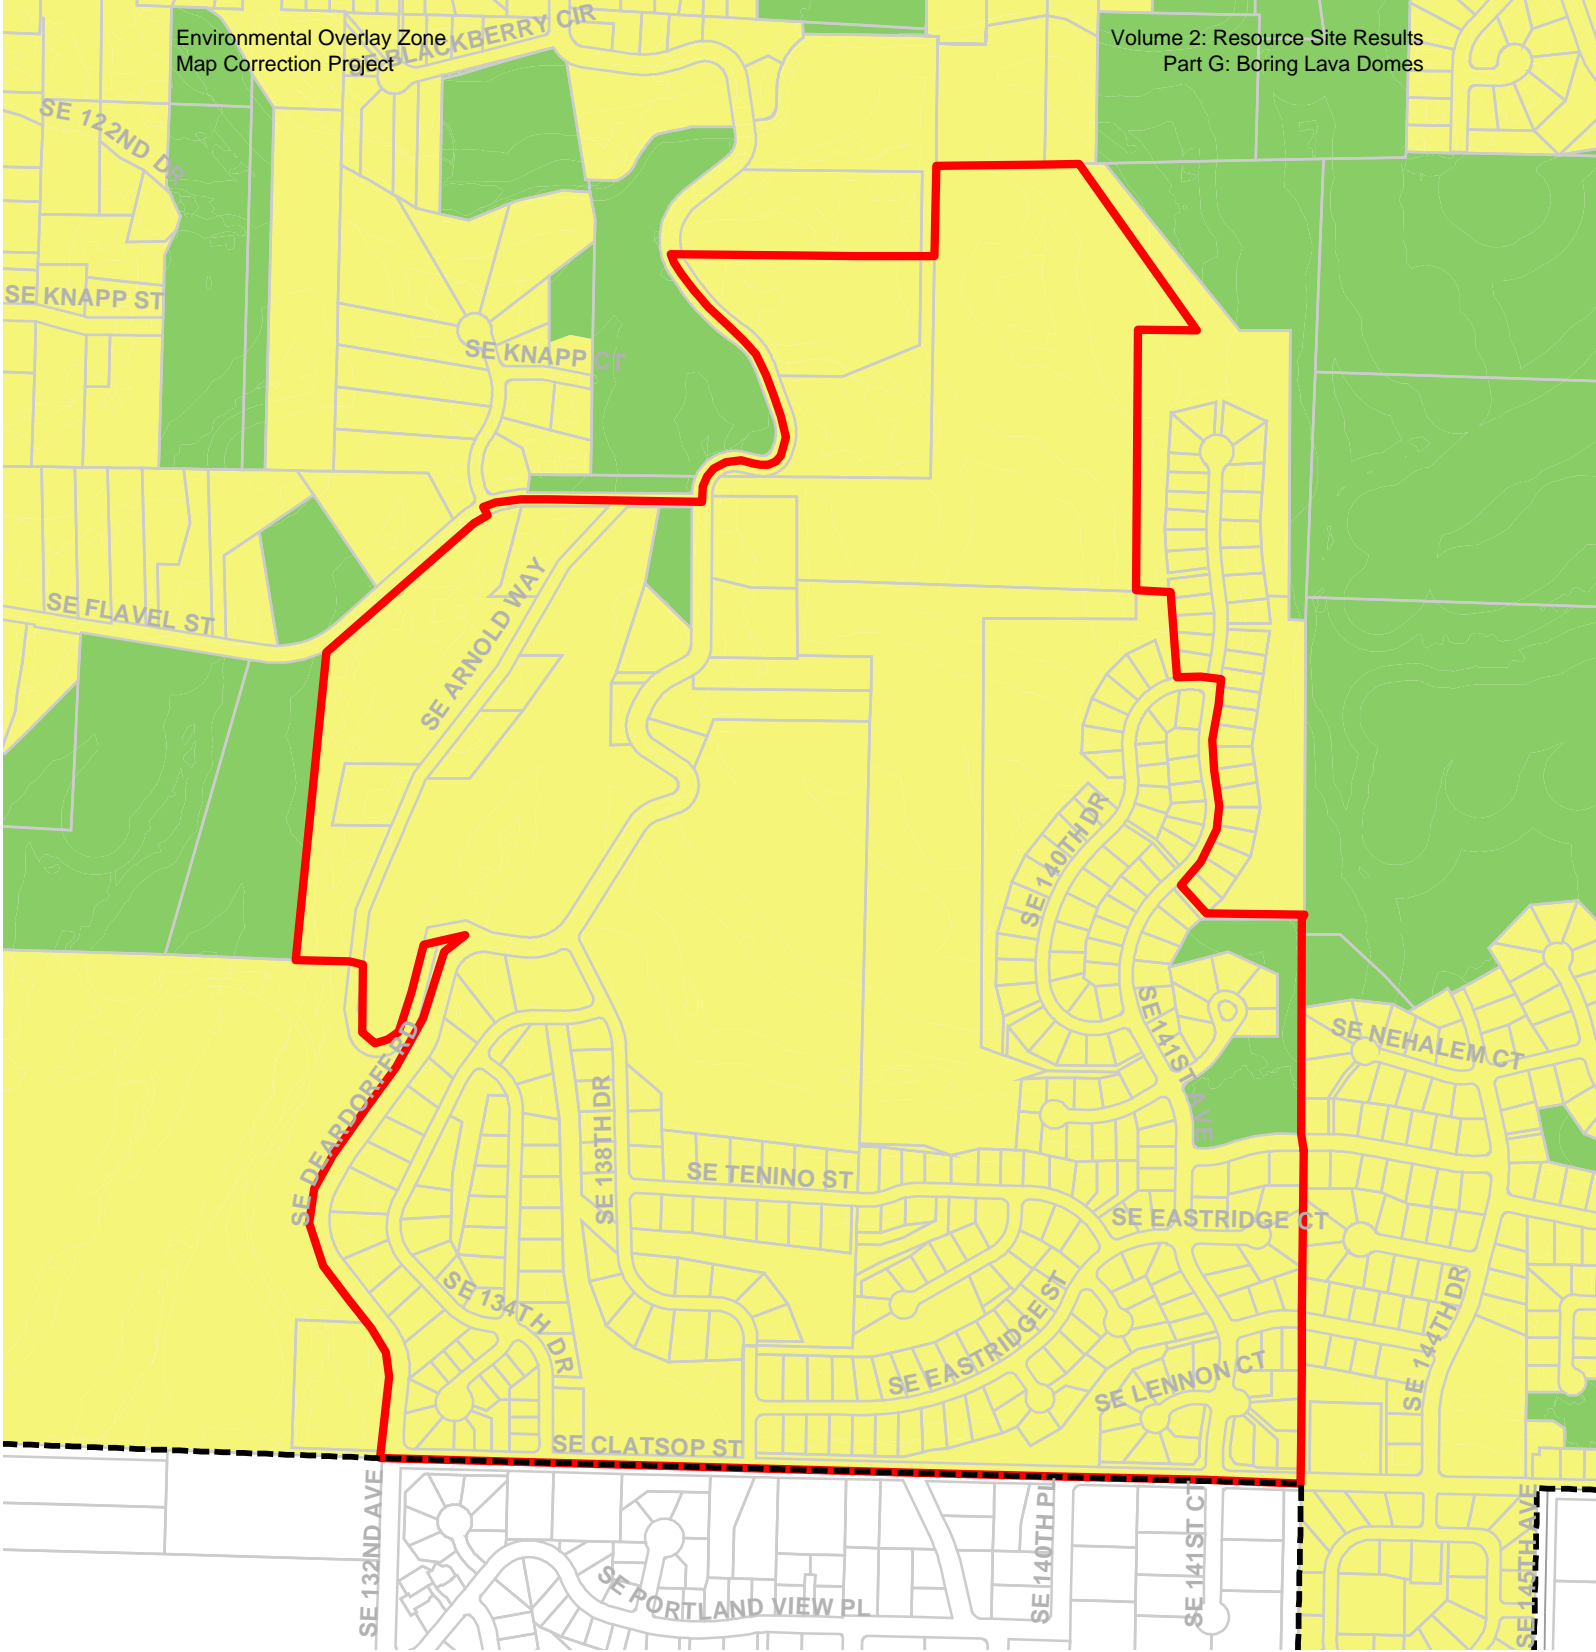 Environmental Overlay Zone
Map Correction Project
Volume 2: Resource Site Results
Part G: Boring Lava Domes
SE BLACKBERRY CIR
SE 122ND DR
SE KNAPP ST
SE KNAPP CT
SE FLAVEL ST
SE ARNOLD WAY
SE 140TH DR
SE 141ST AVE
SE NEHALEM CT
SE DEARDORFF RD
SE 138TH DR
SE TENINO ST
SE EASTRIDGE CT
SE 134TH DR
SE EASTRIDGE ST
SE 144TH DR
SE LENNON CT
SE CLATSOP ST
SE 132ND AVE
SE PORTLAND VIEW PL
SE 140TH PL
SE 141ST CT
SE 145TH AVE